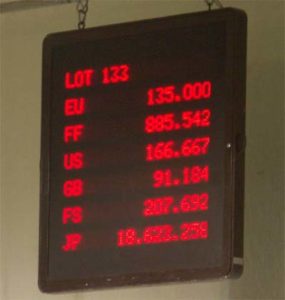 LOT 133
EU 135.000
FF 885.542
US 166.667
GB 91.184
FS 207.692
JP 18.623.258